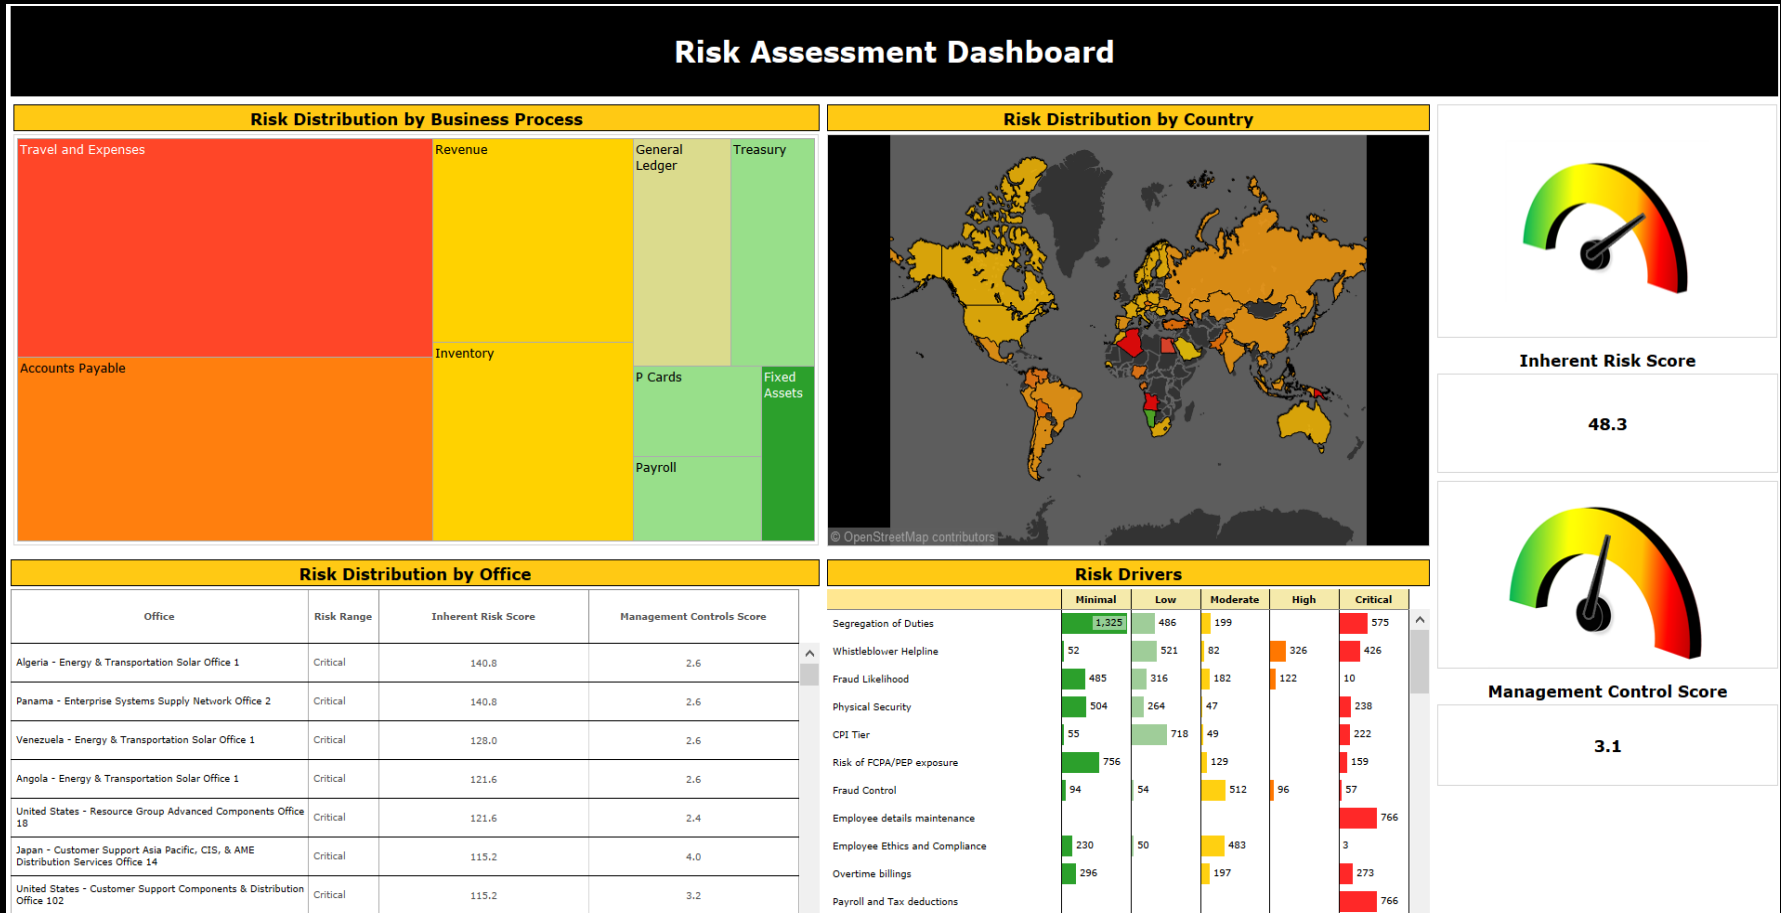 Risk Assessment Dashboard
Risk Distribution by Business Process
Travel and Expenses
Accounts Payable
Revenue
Inventory
General
Ledger
Treasury
P Cards
Payroll
Fixed
Assets
Risk Distribution by Country
© OpenStreetMap contributors
Inherent Risk Score
48.3
Management Control Score
3.1
Risk Distribution by Office
Office Risk Range Inherent Risk Score Management Controls Score
Algeria - Energy & Transportation Solar Office 1 Critical 140.8 2.6
Panama - Enterprise Systems Supply Network Office 2 Critical 140.8 2.6
Venezuela - Energy & Transportation Solar Office 1 Critical 128.0 2.6
Angola - Energy & Transportation Solar Office 1 Critical 121.6 2.6
United States - Resource Group Advanced Components Office
18 Critical 121.6 2.4
Japan - Customer Support Asia Pacific, CIS, & AME
Distribution Services Office 14 Critical 115.2 4.0
United States - Customer Support Components & Distribution
Office 102 Critical 115.2 3.2
Risk Drivers
Minimal Low Moderate High Critical
Segregation of Duties 1,325 486 199 575
Whistleblower Helpline 52 521 82 326 426
Fraud Likelihood 485 316 182 122 10
Physical Security 504 264 47 238
CPI Tier 55 718 49 222
Risk of FCPA/PEP exposure 756 129 159
Fraud Control 94 54 512 96 57
Employee details maintenance 766
Employee Ethics and Compliance 230 50 483 3
Overtime billings 296 197 273
Payroll and Tax deductions 766